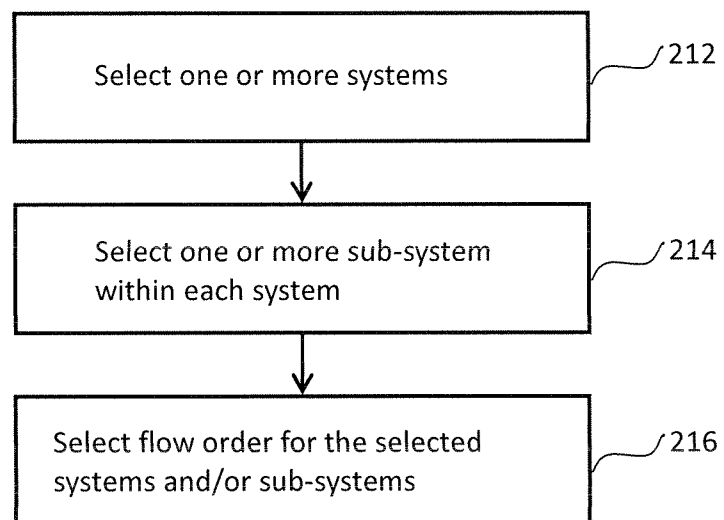 Select one or more systems
212
Select one or more sub-system
within each system
214
Select flow order for the selected
systems and/or sub-systems
216